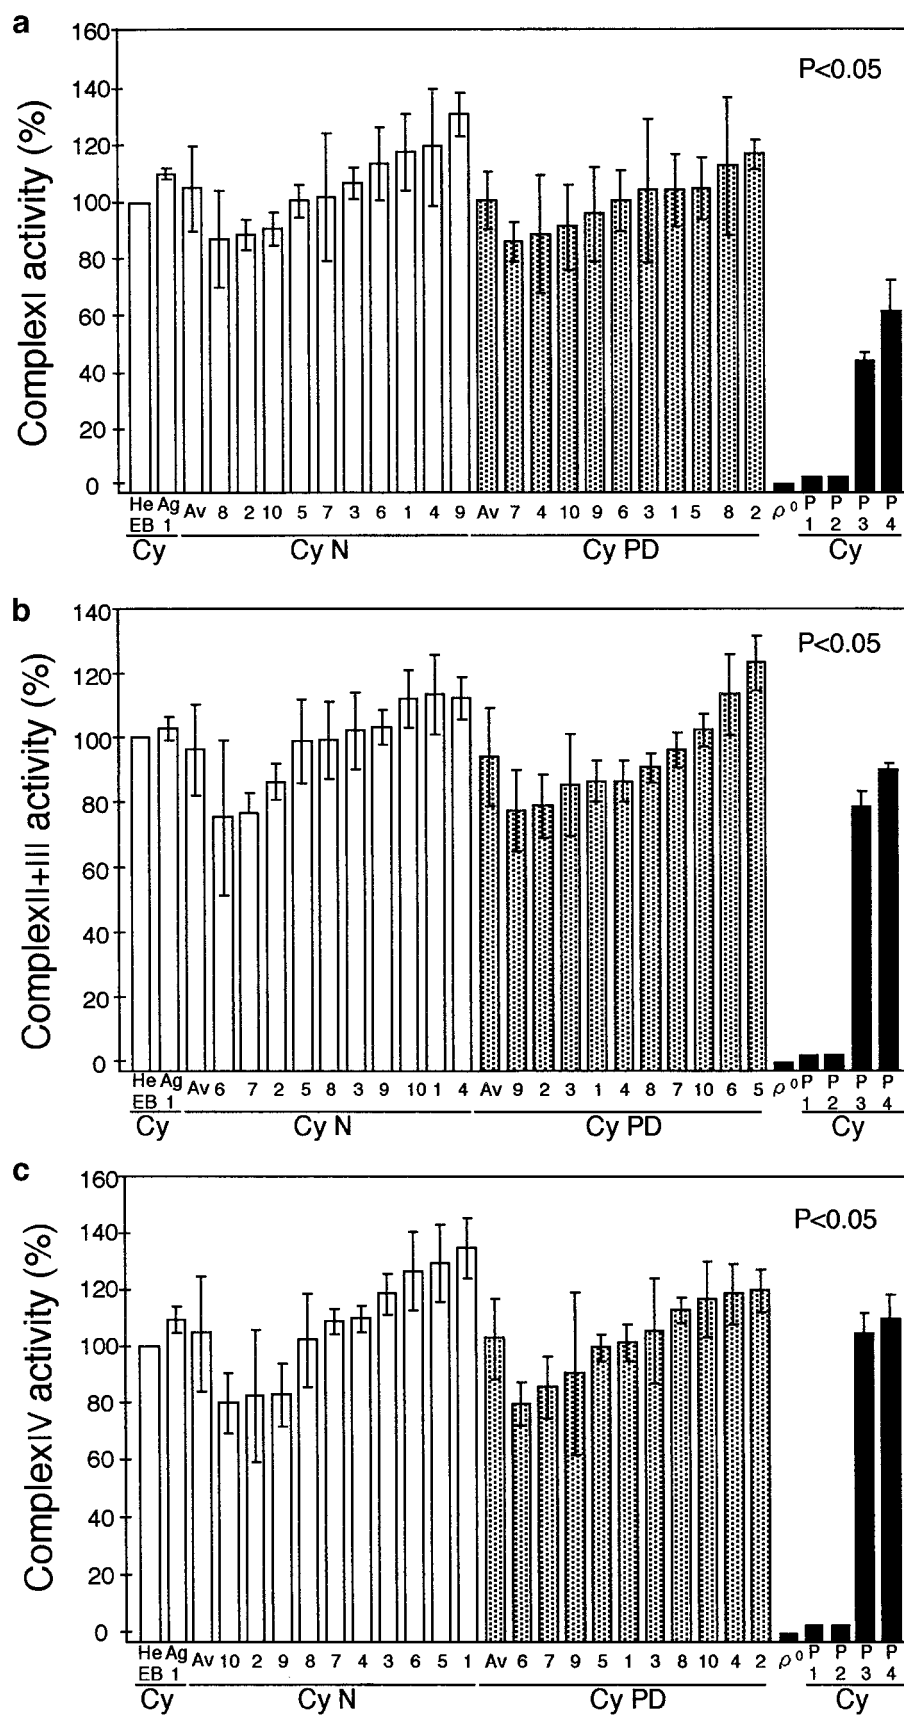 a
ComplexI activity (%)
160
140
120
100
80
60
40
20
0
P<0.05
He Ag Av 8 2 10 5 7 3 6 1 4 9 Av 7 4 10 9 6 3 1 5 8 2 ρ⁰ P P P P
EB 1 1 2 3 4
Cy Cy N Cy PD Cy
b
ComplexII+III activity (%)
140
120
100
80
60
40
20
0
P<0.05
He Ag Av 6 7 2 5 8 3 9 10 1 4 Av 9 2 3 1 4 8 7 10 6 5 ρ⁰ P P P P
EB 1 1 2 3 4
Cy Cy N Cy PD Cy
c
ComplexIV activity (%)
160
140
120
100
80
60
40
20
0
P<0.05
He Ag Av 10 2 9 8 7 4 3 6 5 1 Av 6 7 9 5 1 3 8 10 4 2 ρ⁰ P P P P
EB 1 1 2 3 4
Cy Cy N Cy PD Cy